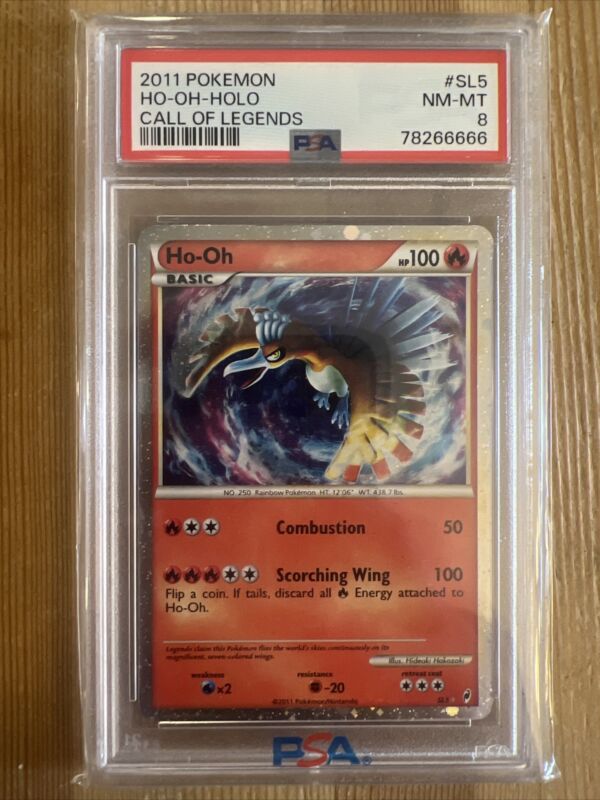 2011 POKEMON #SL5
HO-OH-HOLO NM-MT
CALL OF LEGENDS 8
78266666
PSA
Ho-Oh HP100
BASIC
NO. 250 Rainbow Pokémon HT. 12'06" WT. 438.7 lbs.
Combustion 50
Scorching Wing 100
Flip a coin. If tails, discard all Energy attached to
Ho-Oh.
Legends claim this Pokémon flies the world's skies continuously on its
magnificent, seven-colored wings.
Illus. Hideaki Hakozaki
weakness resistance retreat cost
×2 -20
©2011 Pokémon/Nintendo SL5
PSA